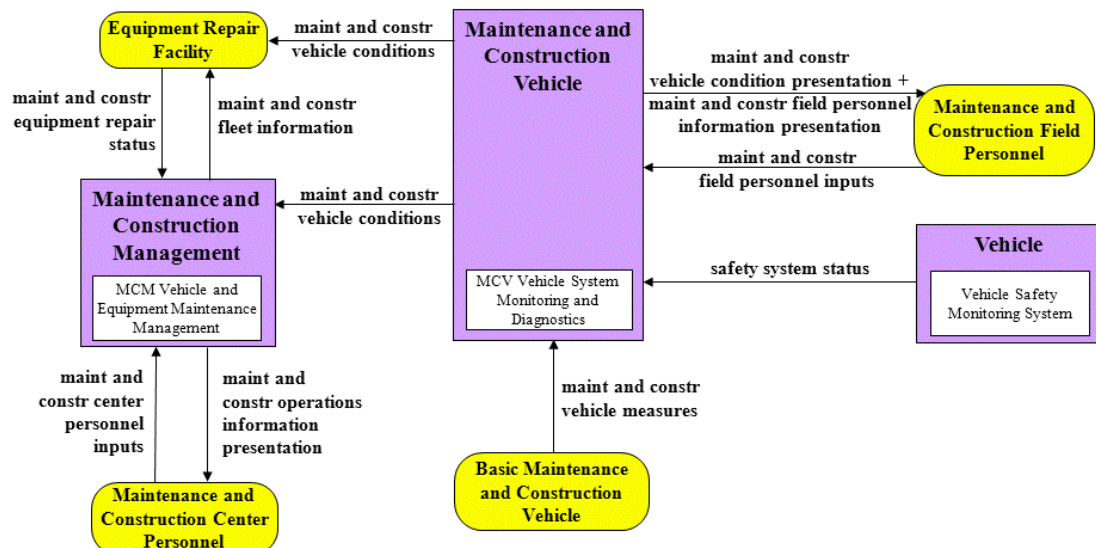 Equipment Repair
Facility
maint and constr
vehicle conditions
Maintenance and
Construction
Vehicle
maint and constr
vehicle condition presentation +
maint and constr field personnel
information presentation
Maintenance and
Construction Field
Personnel
maint and constr
equipment repair
status
maint and constr
fleet information
maint and constr
field personnel inputs
Maintenance and
Construction
Management
MCM Vehicle and
Equipment Maintenance
Management
maint and constr
vehicle conditions
MCV Vehicle System
Monitoring and
Diagnostics
safety system status
Vehicle
Vehicle Safety
Monitoring System
maint and
constr center
personnel
inputs
maint and
constr operations
information
presentation
maint and constr
vehicle measures
Maintenance and
Construction Center
Personnel
Basic Maintenance
and Construction
Vehicle